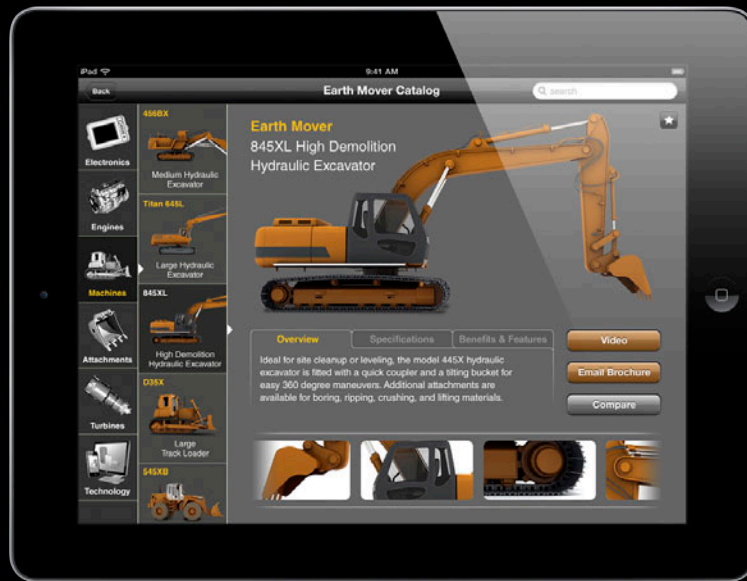 iPad
9:41 AM
Back
Earth Mover Catalog
search
Electronics
Engines
Machines
Attachments
Turbines
Technology
Medium Hydraulic
Excavator
Titan 645L
Large Hydraulic
Excavator
845XL
High Demolition
Hydraulic Excavator
D35X
Large
Track Loader
545XB
Earth Mover
845XL High Demolition
Hydraulic Excavator
Overview
Specifications
Benefits & Features
Ideal for site cleanup or leveling, the model 445X hydraulic
excavator is fitted with a quick coupler and a tilting bucket for
easy 360 degree maneuvers. Additional attachments are
available for boring, ripping, crushing, and lifting materials.
Video
Email Brochure
Compare